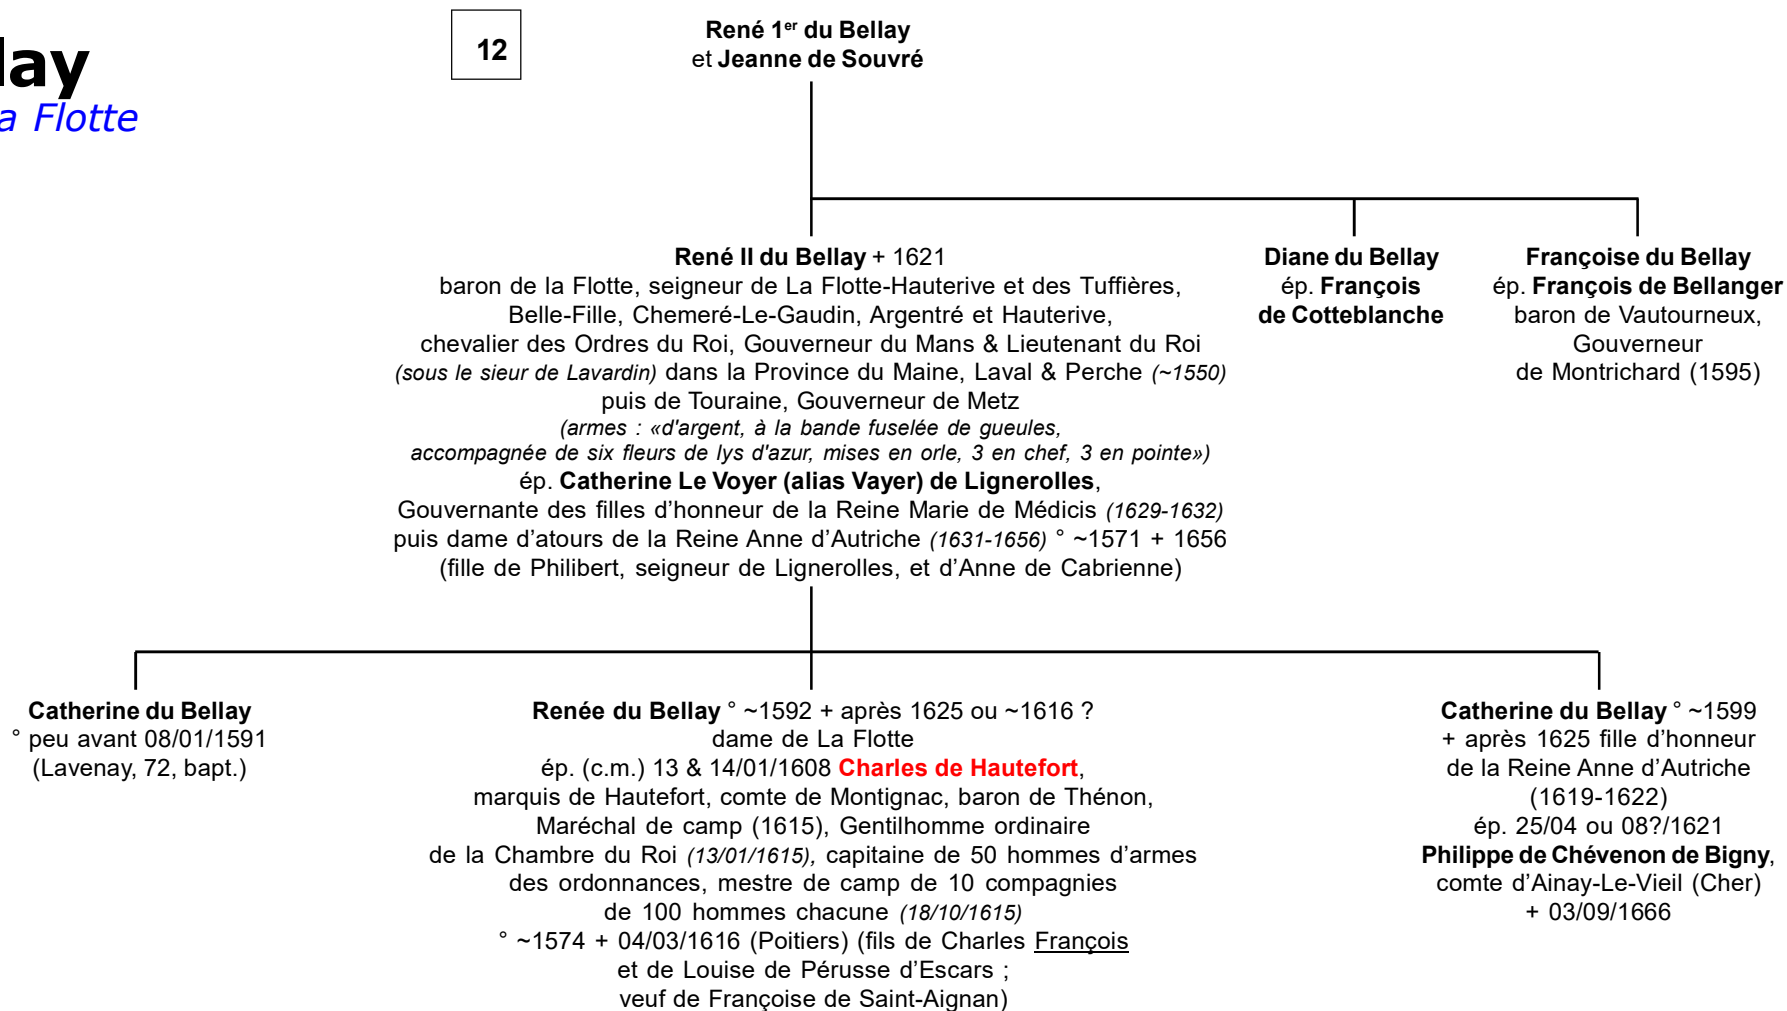 lay
a Flotte
12
René 1er du Bellay
et Jeanne de Souvré
René II du Bellay + 1621
baron de la Flotte, seigneur de La Flotte-Hauterive et des Tuffières,
Belle-Fille, Chemeré-Le-Gaudin, Argentré et Hauterive,
chevalier des Ordres du Roi, Gouverneur du Mans & Lieutenant du Roi
(sous le sieur de Lavardin) dans la Province du Maine, Laval & Perche (~1550)
puis de Touraine, Gouverneur de Metz
(armes : «d'argent, à la bande fuselée de gueules,
accompagnée de six fleurs de lys d'azur, mises en orle, 3 en chef, 3 en pointe»)
ép. Catherine Le Voyer (alias Vayer) de Lignerolles,
Gouvernante des filles d’honneur de la Reine Marie de Médicis (1629-1632)
puis dame d’atours de la Reine Anne d’Autriche (1631-1656) ° ~1571 + 1656
(fille de Philibert, seigneur de Lignerolles, et d’Anne de Cabrienne)
Diane du Bellay
ép. François
de Cotteblanche
Françoise du Bellay
ép. François de Bellanger
baron de Vautourneux,
Gouverneur
de Montrichard (1595)
Catherine du Bellay
° peu avant 08/01/1591
(Lavenay, 72, bapt.)
Renée du Bellay ° ~1592 + après 1625 ou ~1616 ?
dame de La Flotte
ép. (c.m.) 13 & 14/01/1608 Charles de Hautefort,
marquis de Hautefort, comte de Montignac, baron de Thénon,
Maréchal de camp (1615), Gentilhomme ordinaire
de la Chambre du Roi (13/01/1615), capitaine de 50 hommes d’armes
des ordonnances, mestre de camp de 10 compagnies
de 100 hommes chacune (18/10/1615)
° ~1574 + 04/03/1616 (Poitiers) (fils de Charles François
et de Louise de Pérusse d’Escars ;
veuf de Françoise de Saint-Aignan)
Catherine du Bellay ° ~1599
+ après 1625 fille d’honneur
de la Reine Anne d’Autriche
(1619-1622)
ép. 25/04 ou 08?/1621
Philippe de Chévenon de Bigny,
comte d’Ainay-Le-Vieil (Cher)
+ 03/09/1666